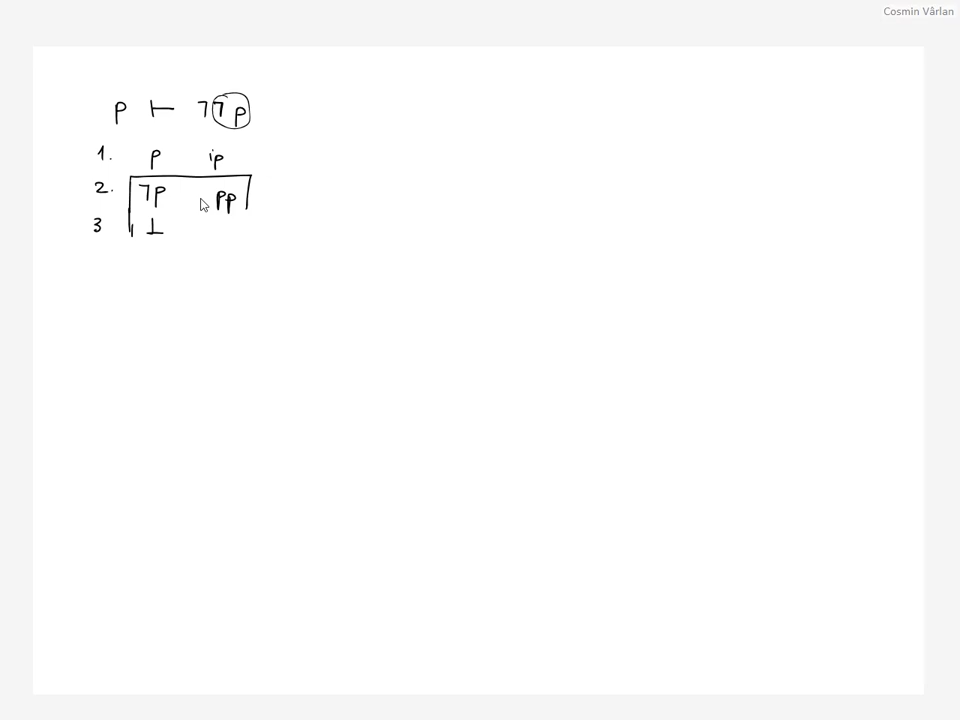 Cosmin Vârlan
p ⊢ ¬¬p
1. p ip
2. ¬p pp
3 ⊥